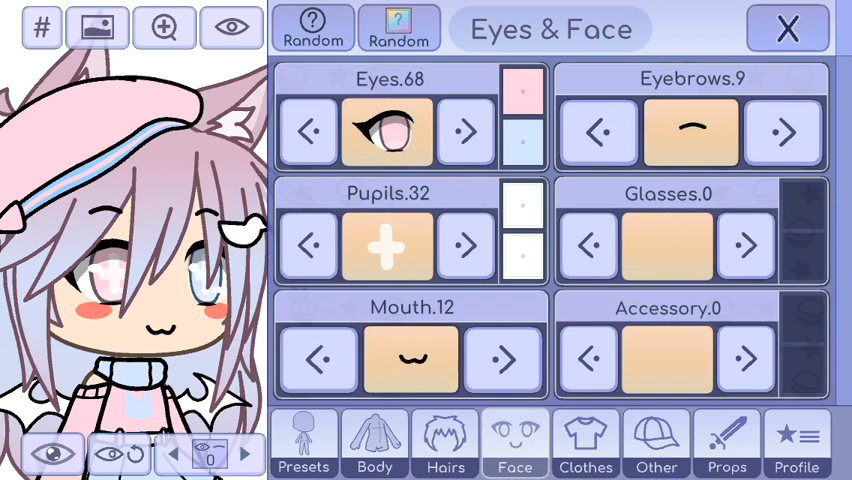 #
Random
Random
Eyes & Face
X
Eyes.68
Eyebrows.9
Pupils.32
Glasses.0
Mouth.12
Accessory.0
0
Presets
Body
Hairs
Face
Clothes
Other
Props
Profile